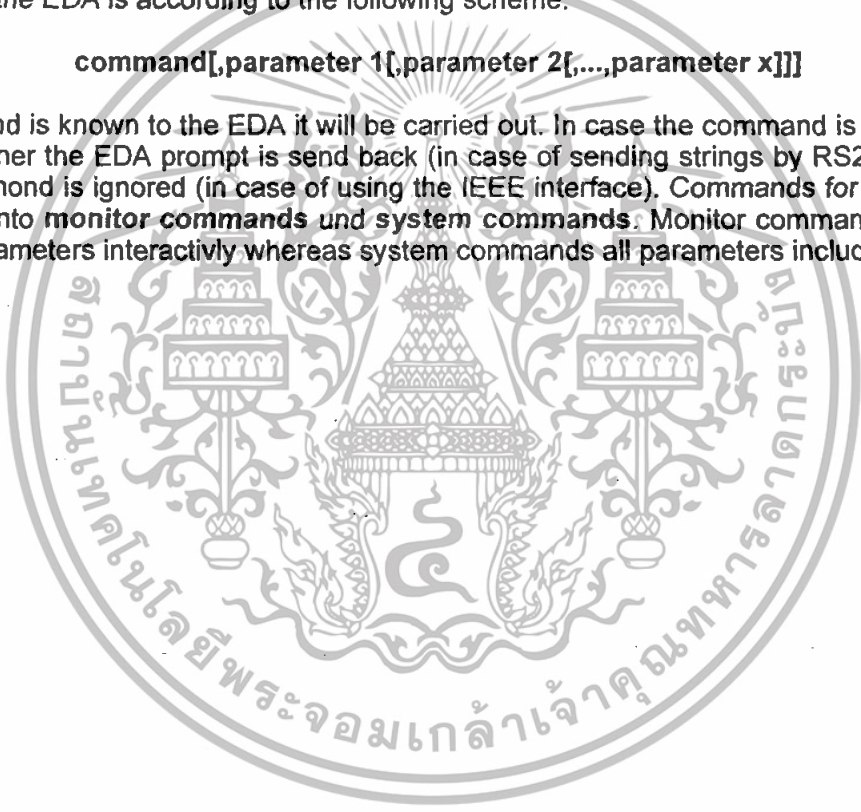 the EDA is according to the following scheme:
command[,parameter 1[,parameter 2[,...,parameter x]]]
nd is known to the EDA it will be carried out. In case the command is
ner the EDA prompt is send back (in case of sending strings by RS2
mond is ignored (in case of using the IEEE interface). Commands for
nto monitor commands und system commands. Monitor comman
ameters interactivly whereas system commands all parameters includ
สถาบันเทคโนโลยีพระจอมเกล้าเจ้าคุณทหารลาดกระบัง